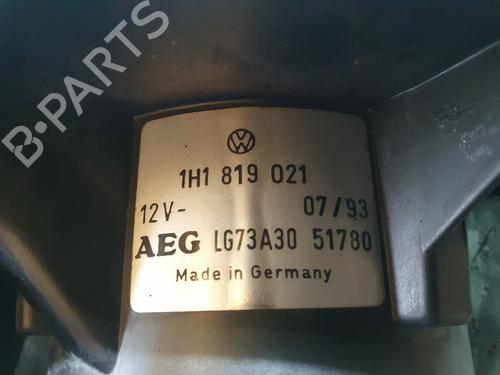 B-PARTS
1H1 819 021
12V- 07/93
AEG LG73A30 51780
Made in Germany